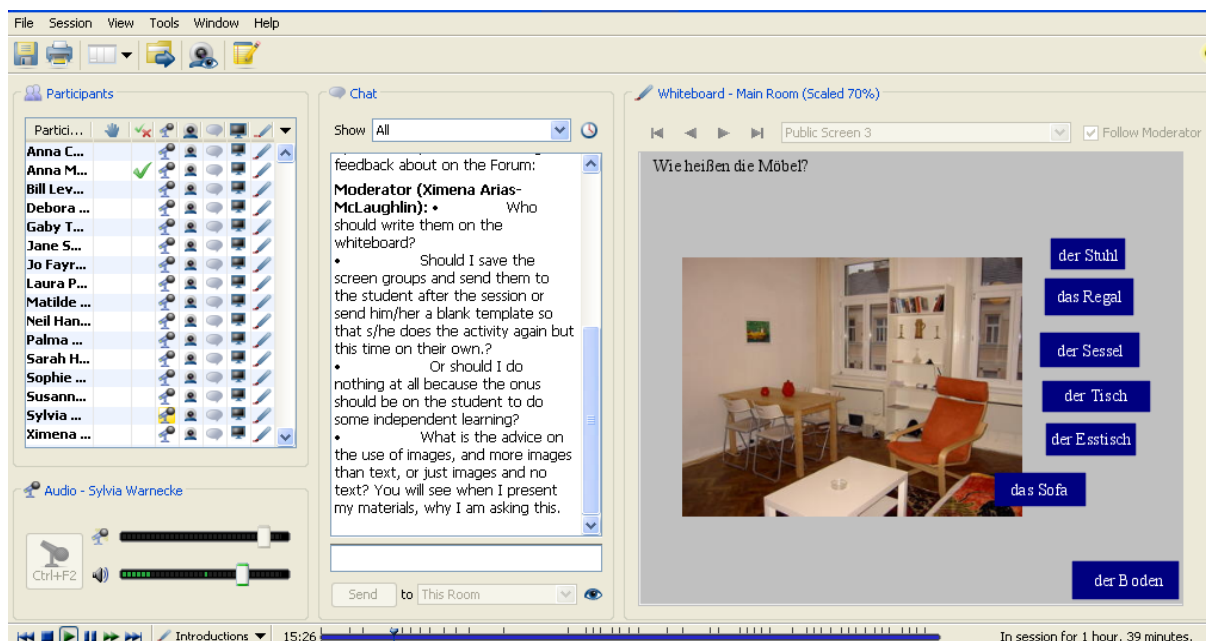 File Session View Tools Window Help
Participants
Partici...
Anna C...
Anna M...
Bill Lev...
Debora ...
Gaby T...
Jane S...
Jo Fayr...
Laura P...
Matilde ...
Neil Han...
Palma ...
Sarah H...
Sophie ...
Susann...
Sylvia ...
Ximena ...
Audio - Sylvia Warnecke
Ctrl+F2
Chat
Show All
feedback about on the Forum:
Moderator (Ximena Arias-
McLaughlin): • Who
should write them on the
whiteboard?
• Should I save the
screen groups and send them to
the student after the session or
send him/her a blank template so
that s/he does the activity again but
this time on their own.?
• Or should I do
nothing at all because the onus
should be on the student to do
some independent learning?
• What is the advice on
the use of images, and more images
than text, or just images and no
text? You will see when I present
my materials, why I am asking this.
Send to This Room
Whiteboard - Main Room (Scaled 70%)
Public Screen 3 Follow Moderator
Wie heißen die Möbel?
der Stuhl
das Regal
der Sessel
der Tisch
der Esstisch
das Sofa
der Boden
Introductions 15:26 In session for 1 hour, 39 minutes.